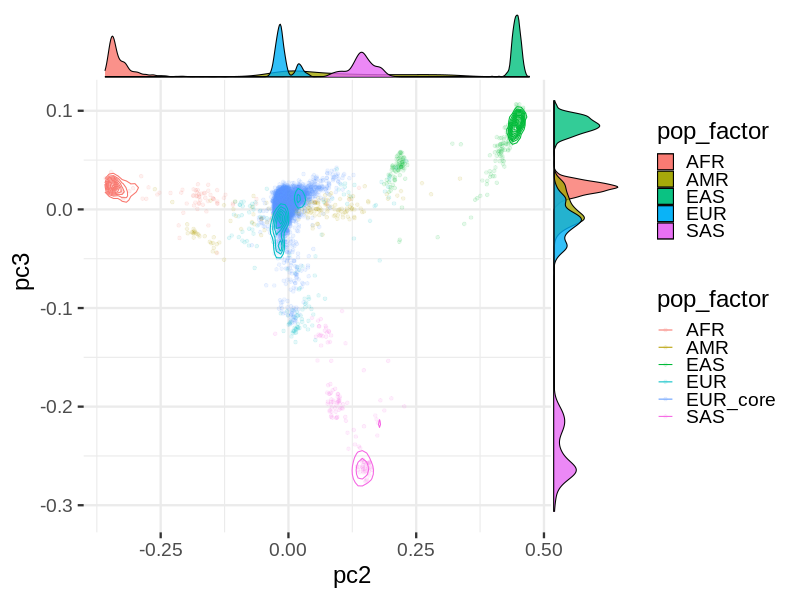 0.1
0.0
-0.1
-0.2
-0.3
pc3
-0.25 0.00 0.25 0.50
pc2
pop_factor
AFR
AMR
EAS
EUR
SAS
pop_factor
AFR
AMR
EAS
EUR
EUR_core
SAS